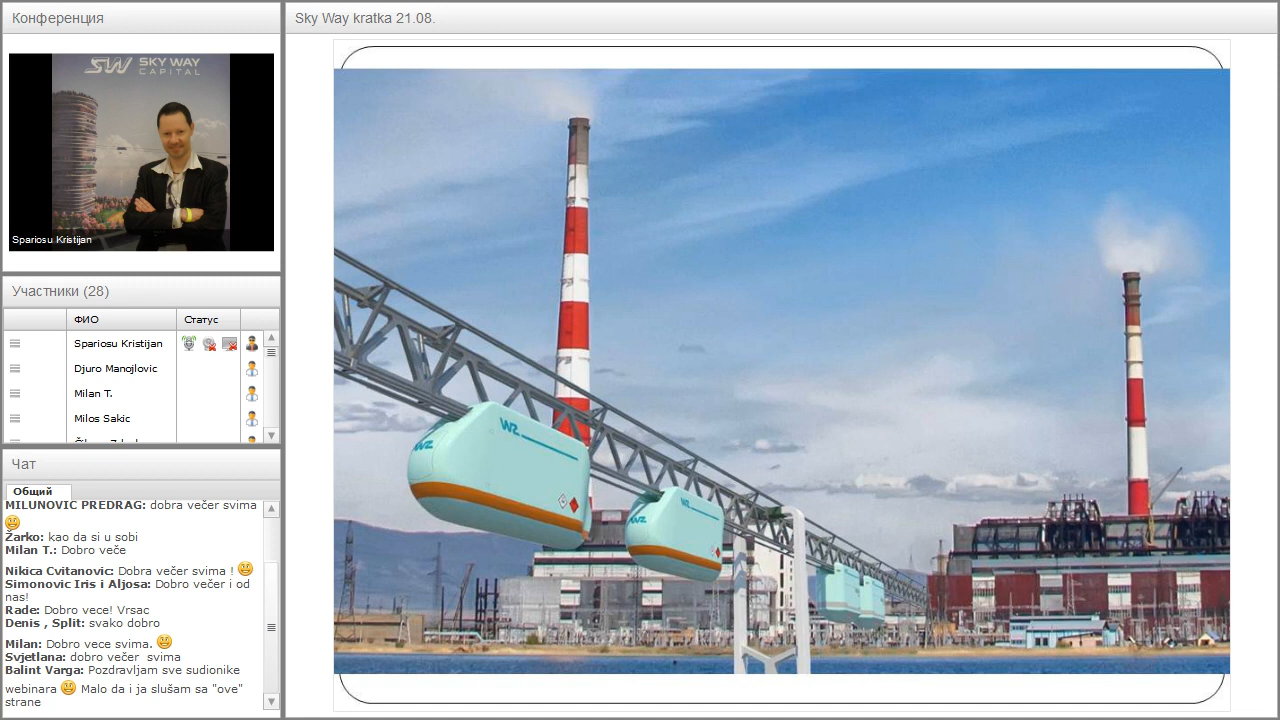 Конференция
SW SKY WAY
CAPITAL
Spariosu Kristijan
Участники (28)
ФИО Статус
Spariosu Kristijan
Djuro Manojlovic
Milan T.
Milos Sakic
Чат
Общий
MILUNOVIC PREDRAG: dobra večer svima
Žarko: kao da si u sobi
Milan T.: Dobro veče
Nikica Cvitanovic: Dobra večer svima !
Simonovic Iris i Aljosa: Dobro večer i od
nas!
Rade: Dobro vece! Vrsac
Denis , Split: svako dobro
Milan: Dobro vece svima.
Svjetlana: dobro večer svima
Balint Varga: Pozdravljam sve sudionike
webinara Malo da i ja slušam sa "ove"
strane
Sky Way kratka 21.08.